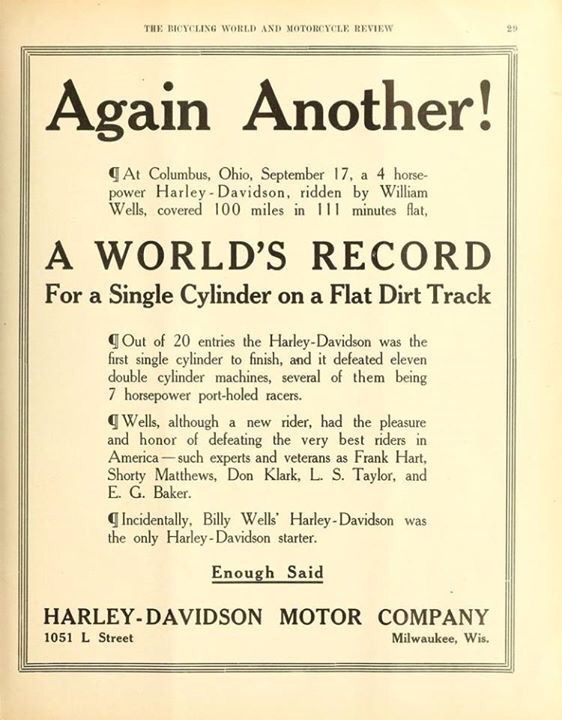 THE BICYCLING WORLD AND MOTORCYCLE REVIEW 29
Again Another!
¶ At Columbus, Ohio, September 17, a 4 horse-
power Harley-Davidson, ridden by William
Wells, covered 100 miles in 111 minutes flat,
A WORLD'S RECORD
For a Single Cylinder on a Flat Dirt Track
¶ Out of 20 entries the Harley-Davidson was the
first single cylinder to finish, and it defeated eleven
double cylinder machines, several of them being
7 horsepower port-holed racers.
¶ Wells, although a new rider, had the pleasure
and honor of defeating the very best riders in
America—such experts and veterans as Frank Hart,
Shorty Matthews, Don Klark, L. S. Taylor, and
E. G. Baker.
¶ Incidentally, Billy Wells' Harley-Davidson was
the only Harley-Davidson starter.
Enough Said
HARLEY-DAVIDSON MOTOR COMPANY
1051 L Street Milwaukee, Wis.